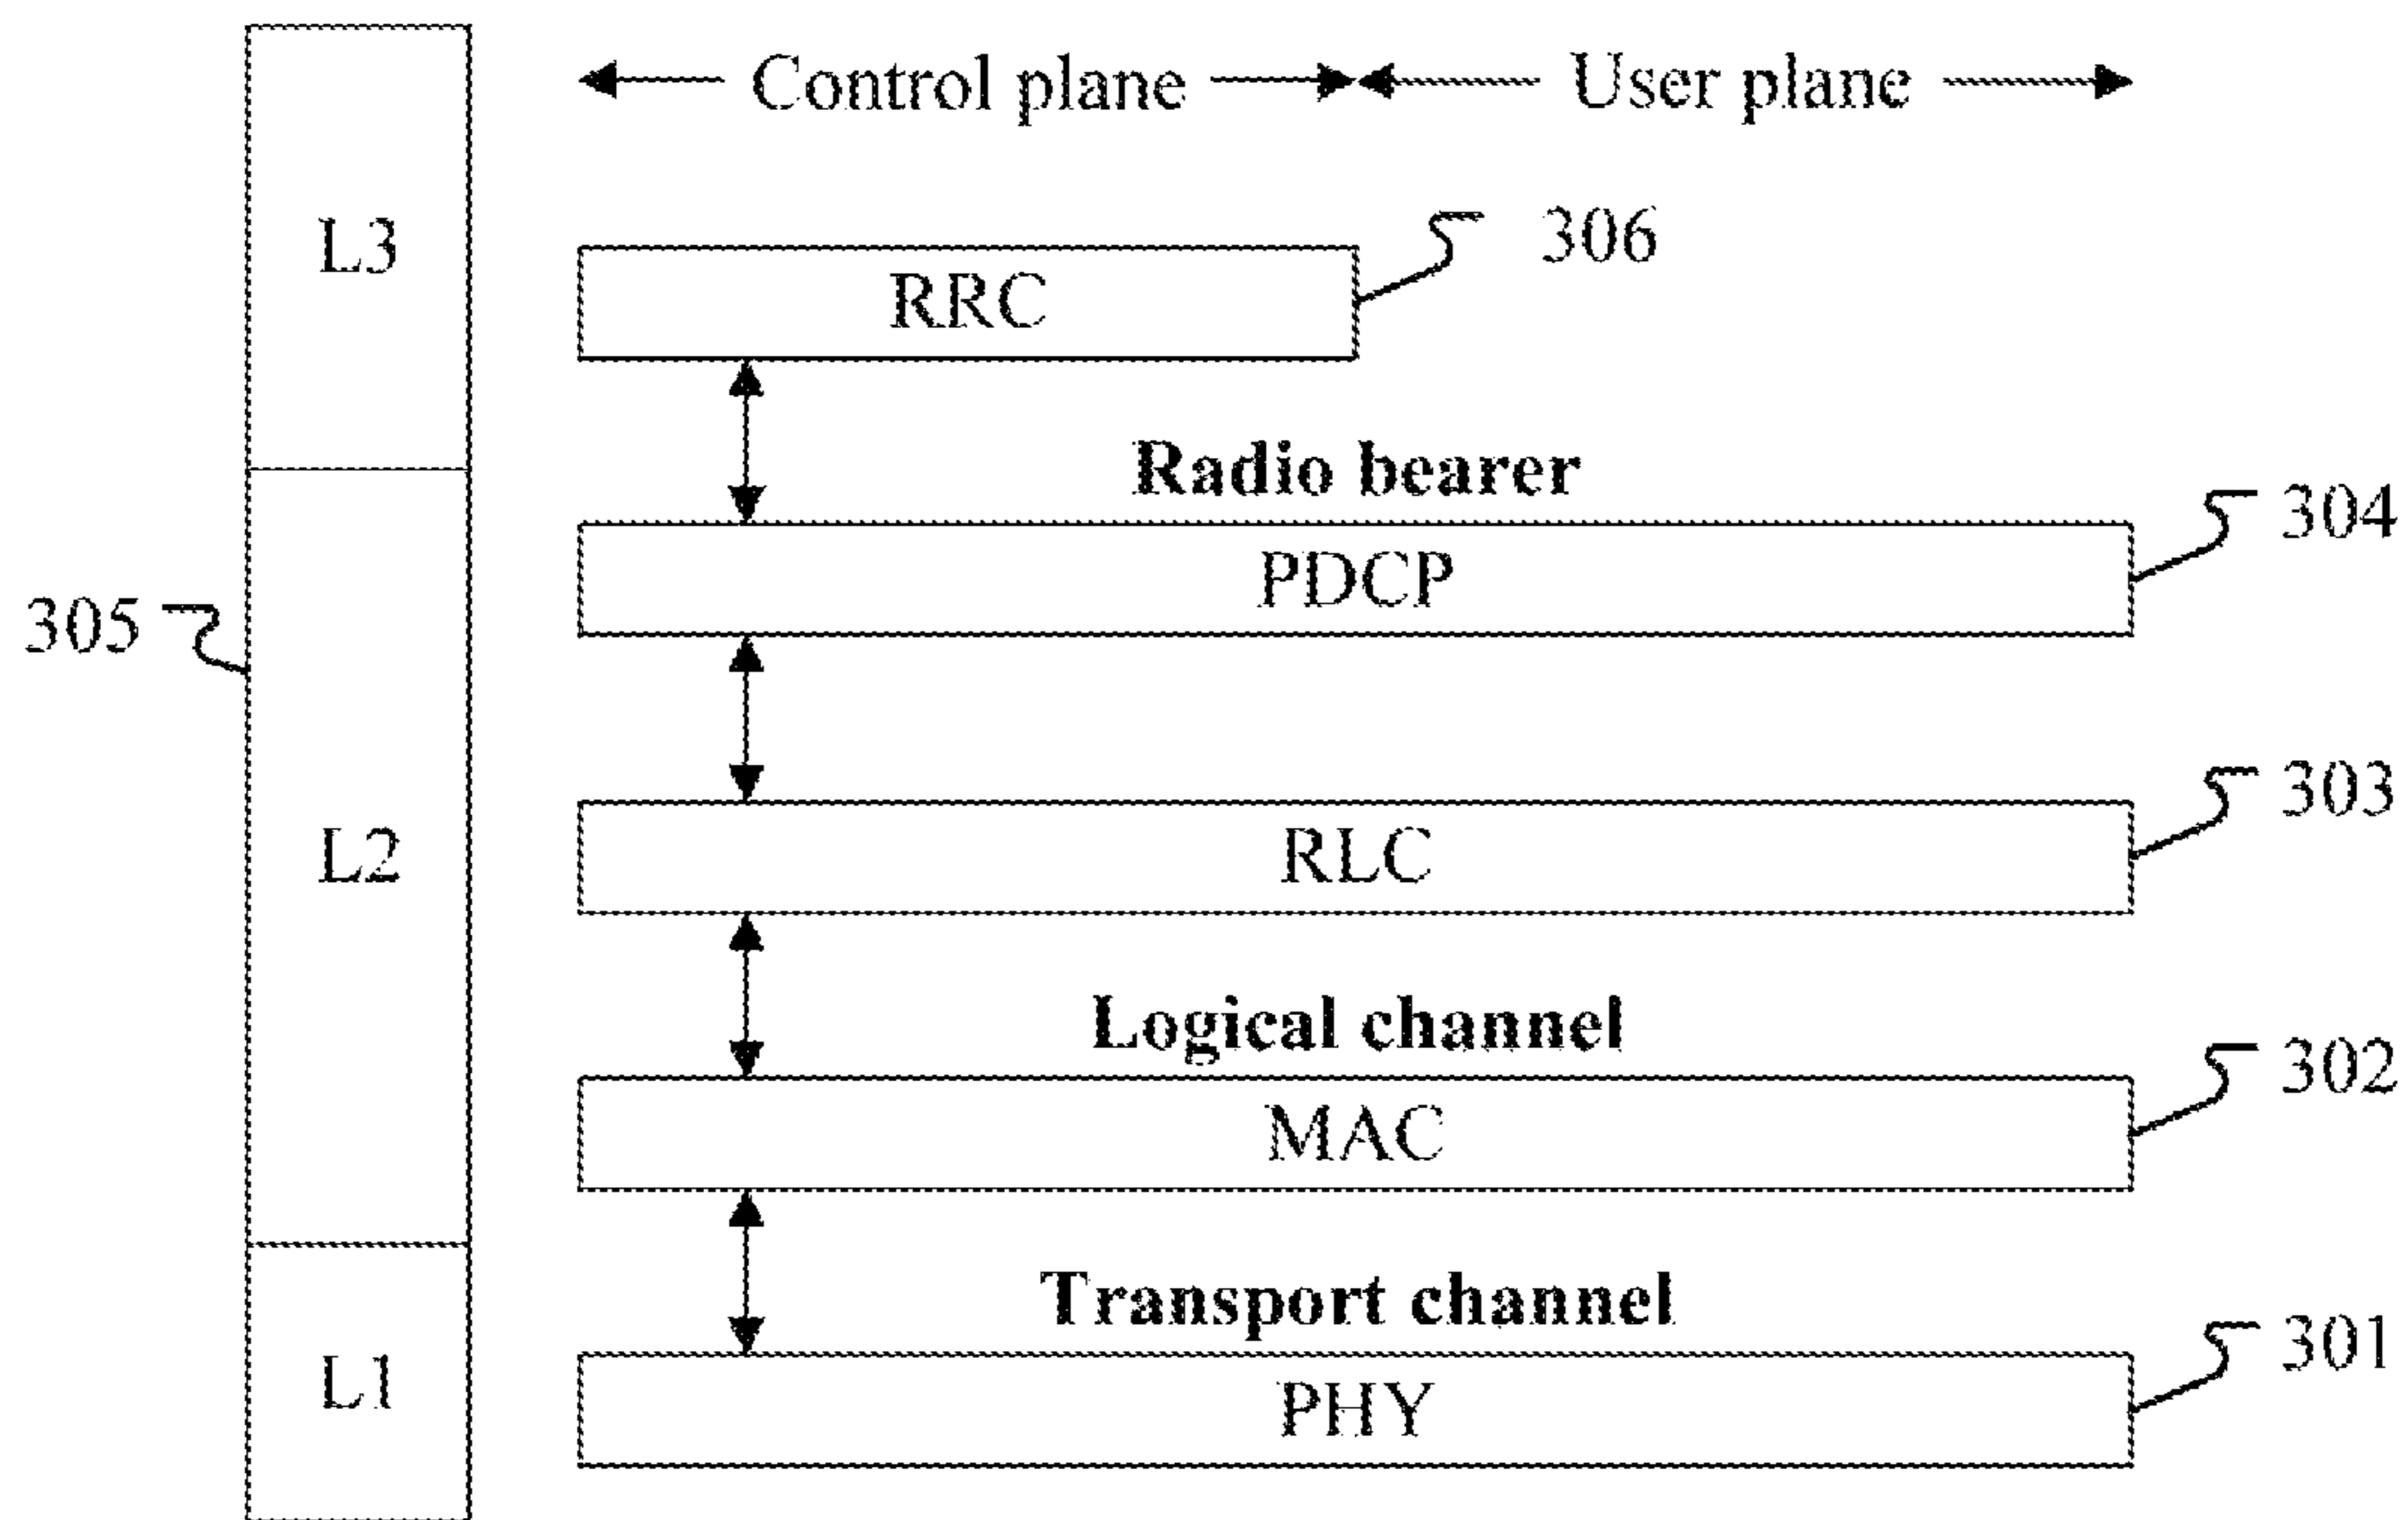 Control plane User plane
L3
306
RRC
Radio bearer
304
PDCP
305
303
L2
RLC
Logical channel
302
MAC
Transport channel
301
L1
PHY